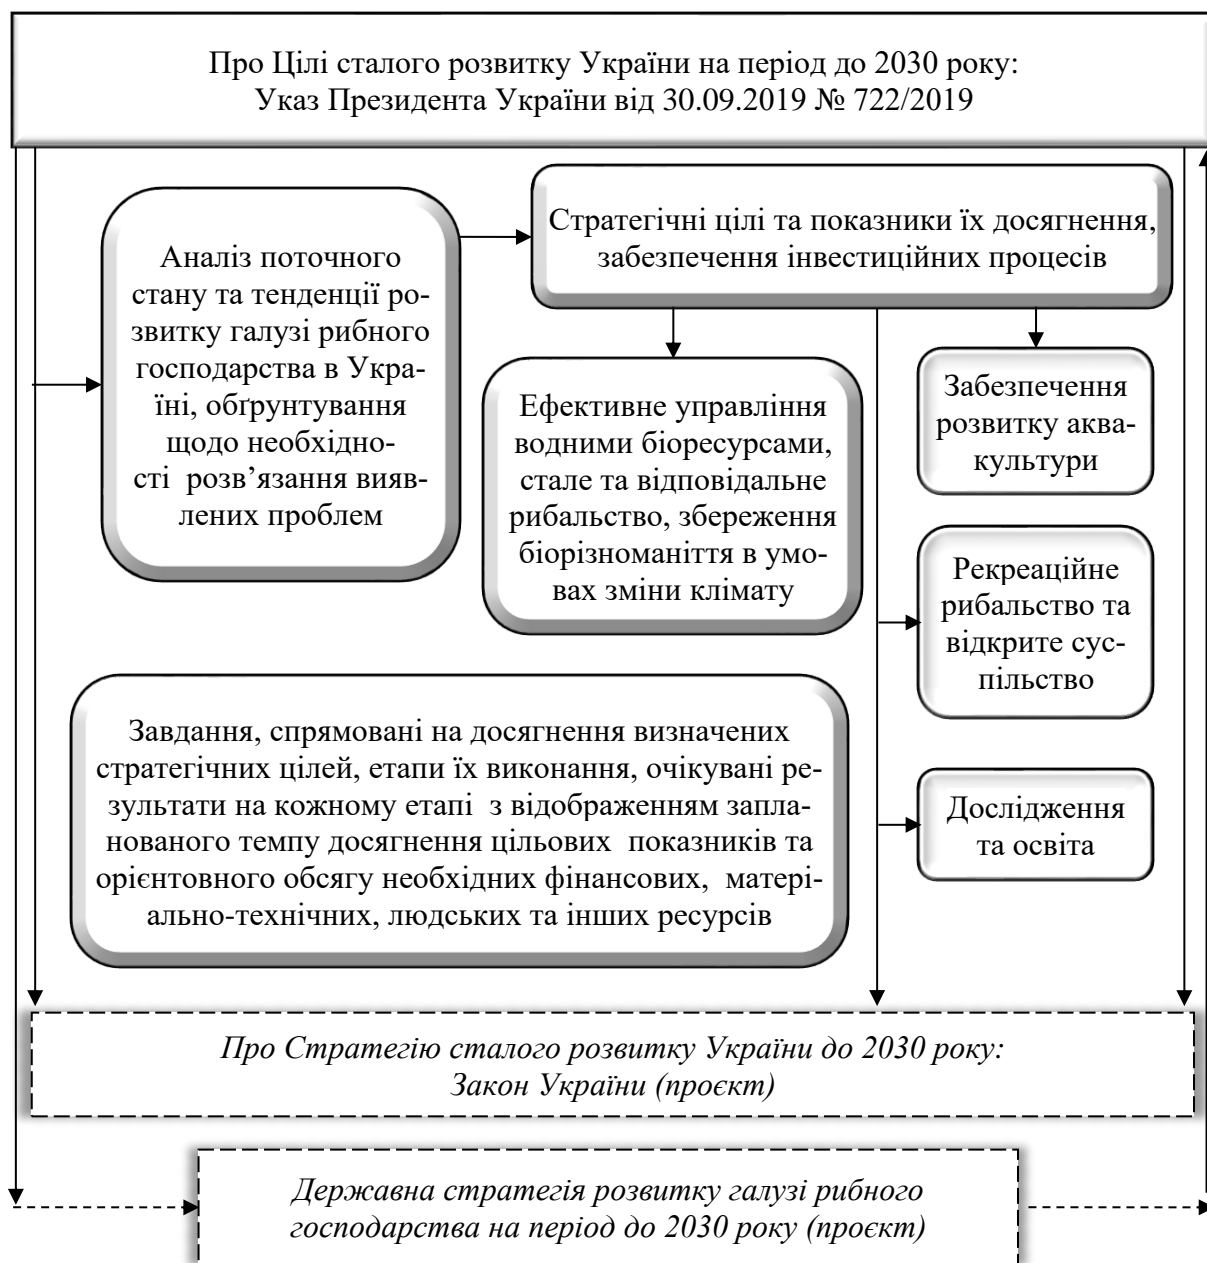 Про Цілі сталого розвитку України на період до 2030 року:
Указ Президента України від 30.09.2019 № 722/2019
Аналіз поточного
стану та тенденції ро-
звитку галузі рибного
господарства в Укра-
їні, обґрунтування
щодо необхідно-
сті розв’язання вияв-
лених проблем
Стратегічні цілі та показники їх досягнення,
забезпечення інвестиційних процесів
Ефективне управління
водними біоресурсами,
стале та відповідальне
рибальство, збереження
біорізноманіття в умо-
вах зміни клімату
Забезпечення
розвитку аква-
культури
Рекреаційне
рибальство та
відкрите сус-
пільство
Дослідження
та освіта
Завдання, спрямовані на досягнення визначених
стратегічних цілей, етапи їх виконання, очікувані ре-
зультати на кожному етапі з відображенням запла-
нованого темпу досягнення цільових показників та
орієнтовного обсягу необхідних фінансових, матері-
ально-технічних, людських та інших ресурсів
Про Стратегію сталого розвитку України до 2030 року:
Закон України (проєкт)
Державна стратегія розвитку галузі рибного
господарства на період до 2030 року (проєкт)